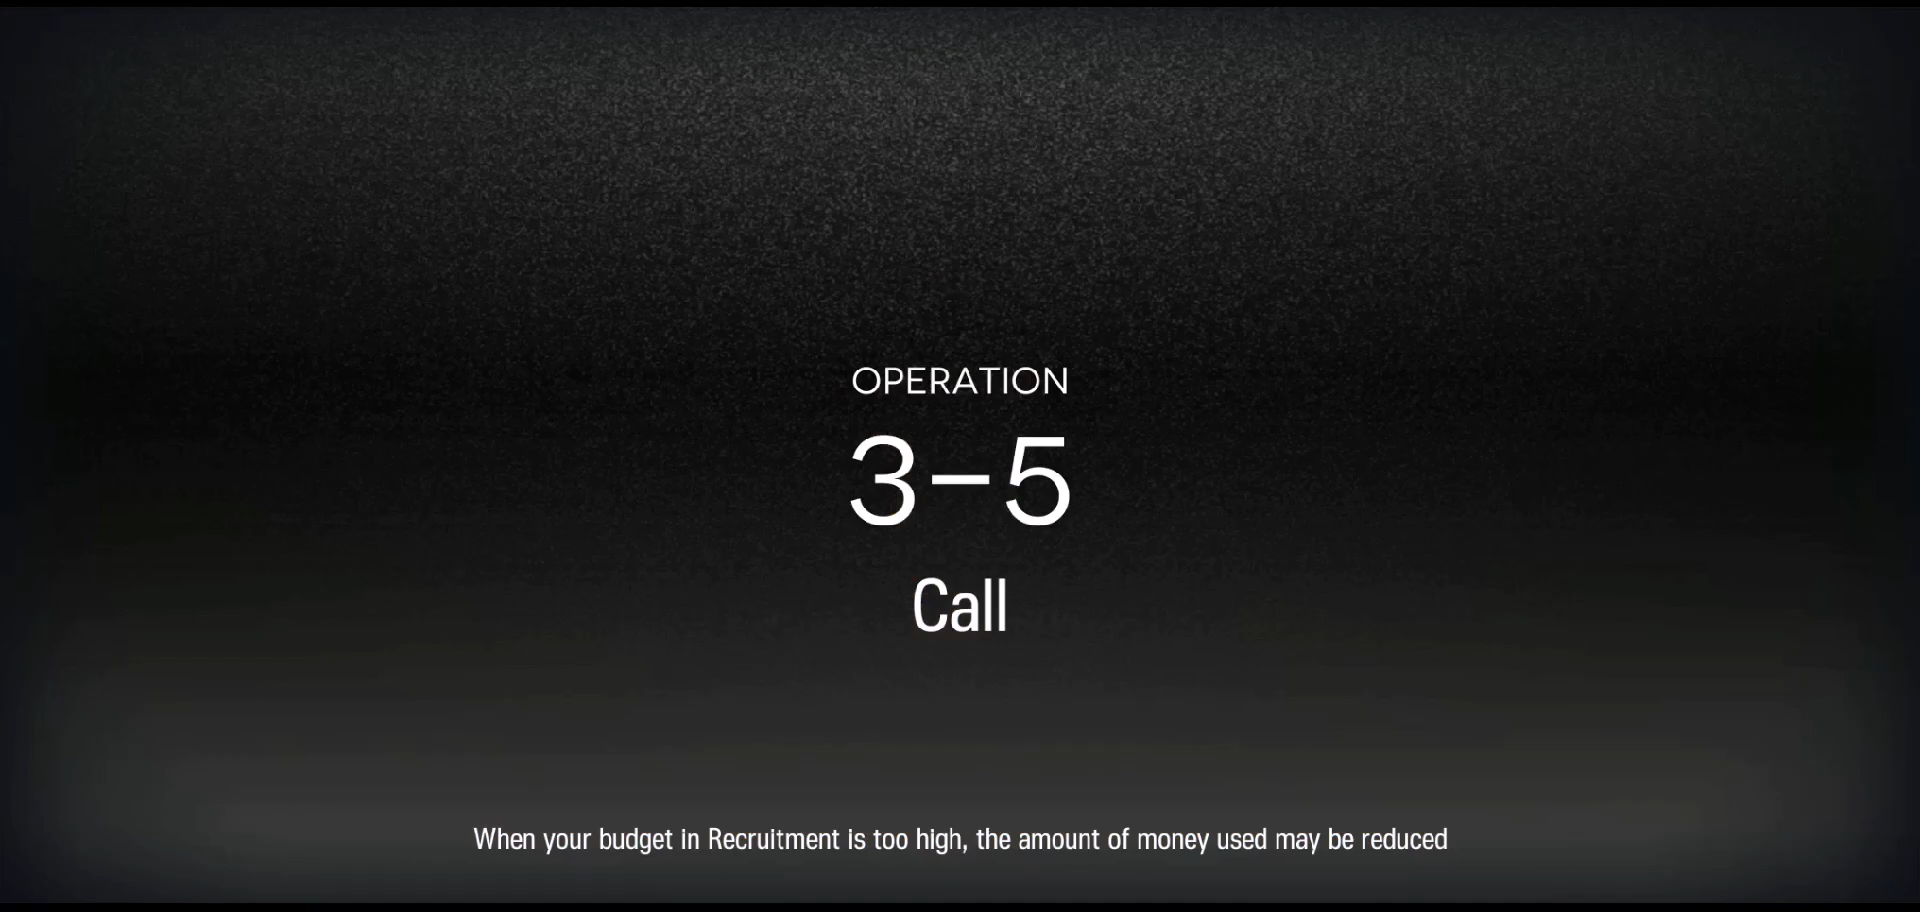 OPERATION
3-5
Call
When your budget in Recruitment is too high, the amount of money used may be reduced